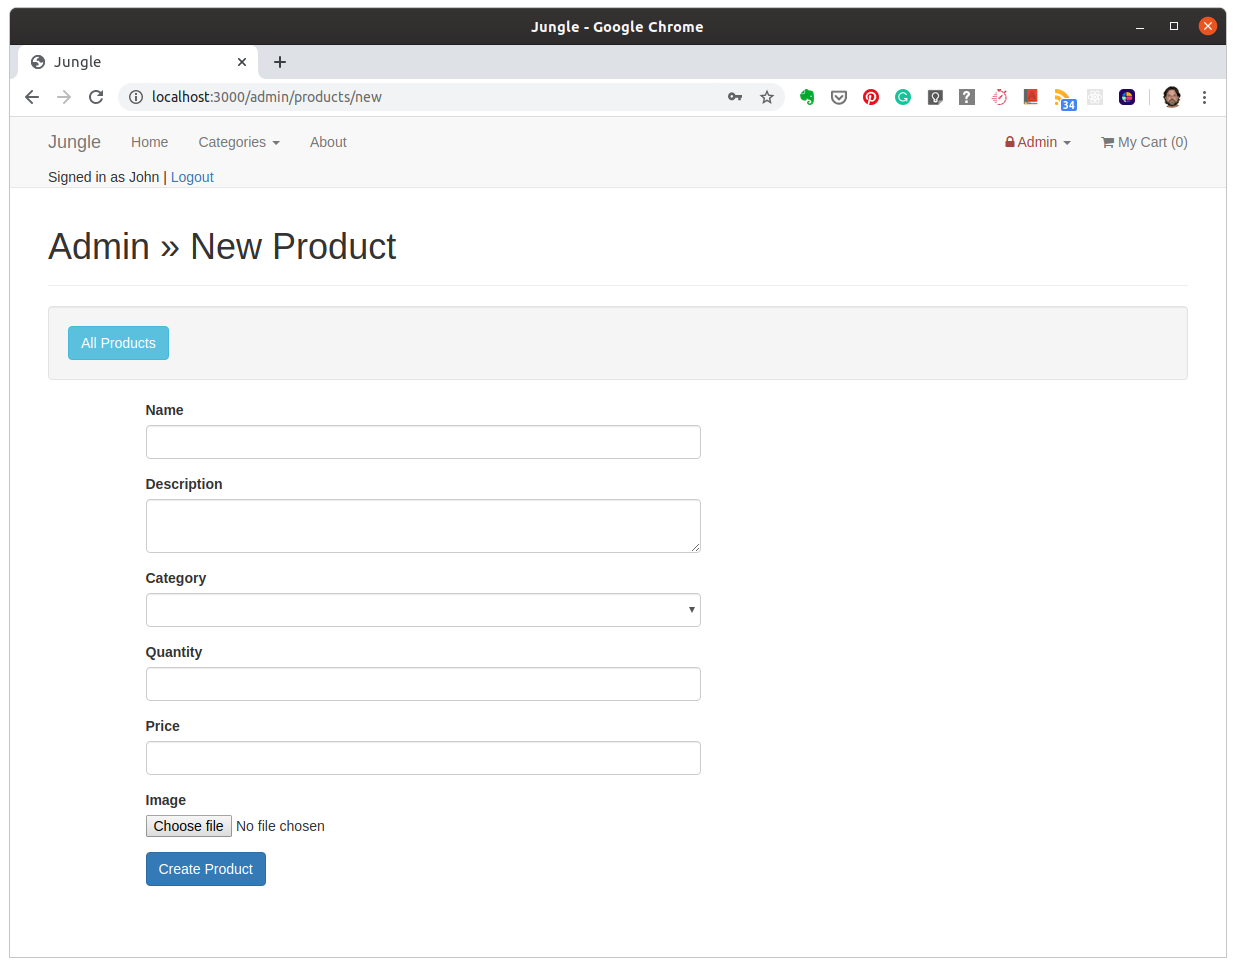 Jungle - Google Chrome
Jungle
localhost:3000/admin/products/new
34
Jungle Home Categories About Admin My Cart (0)
Signed in as John | Logout
Admin » New Product
All Products
Name
Description
Category
Quantity
Price
Image
Choose file No file chosen
Create Product